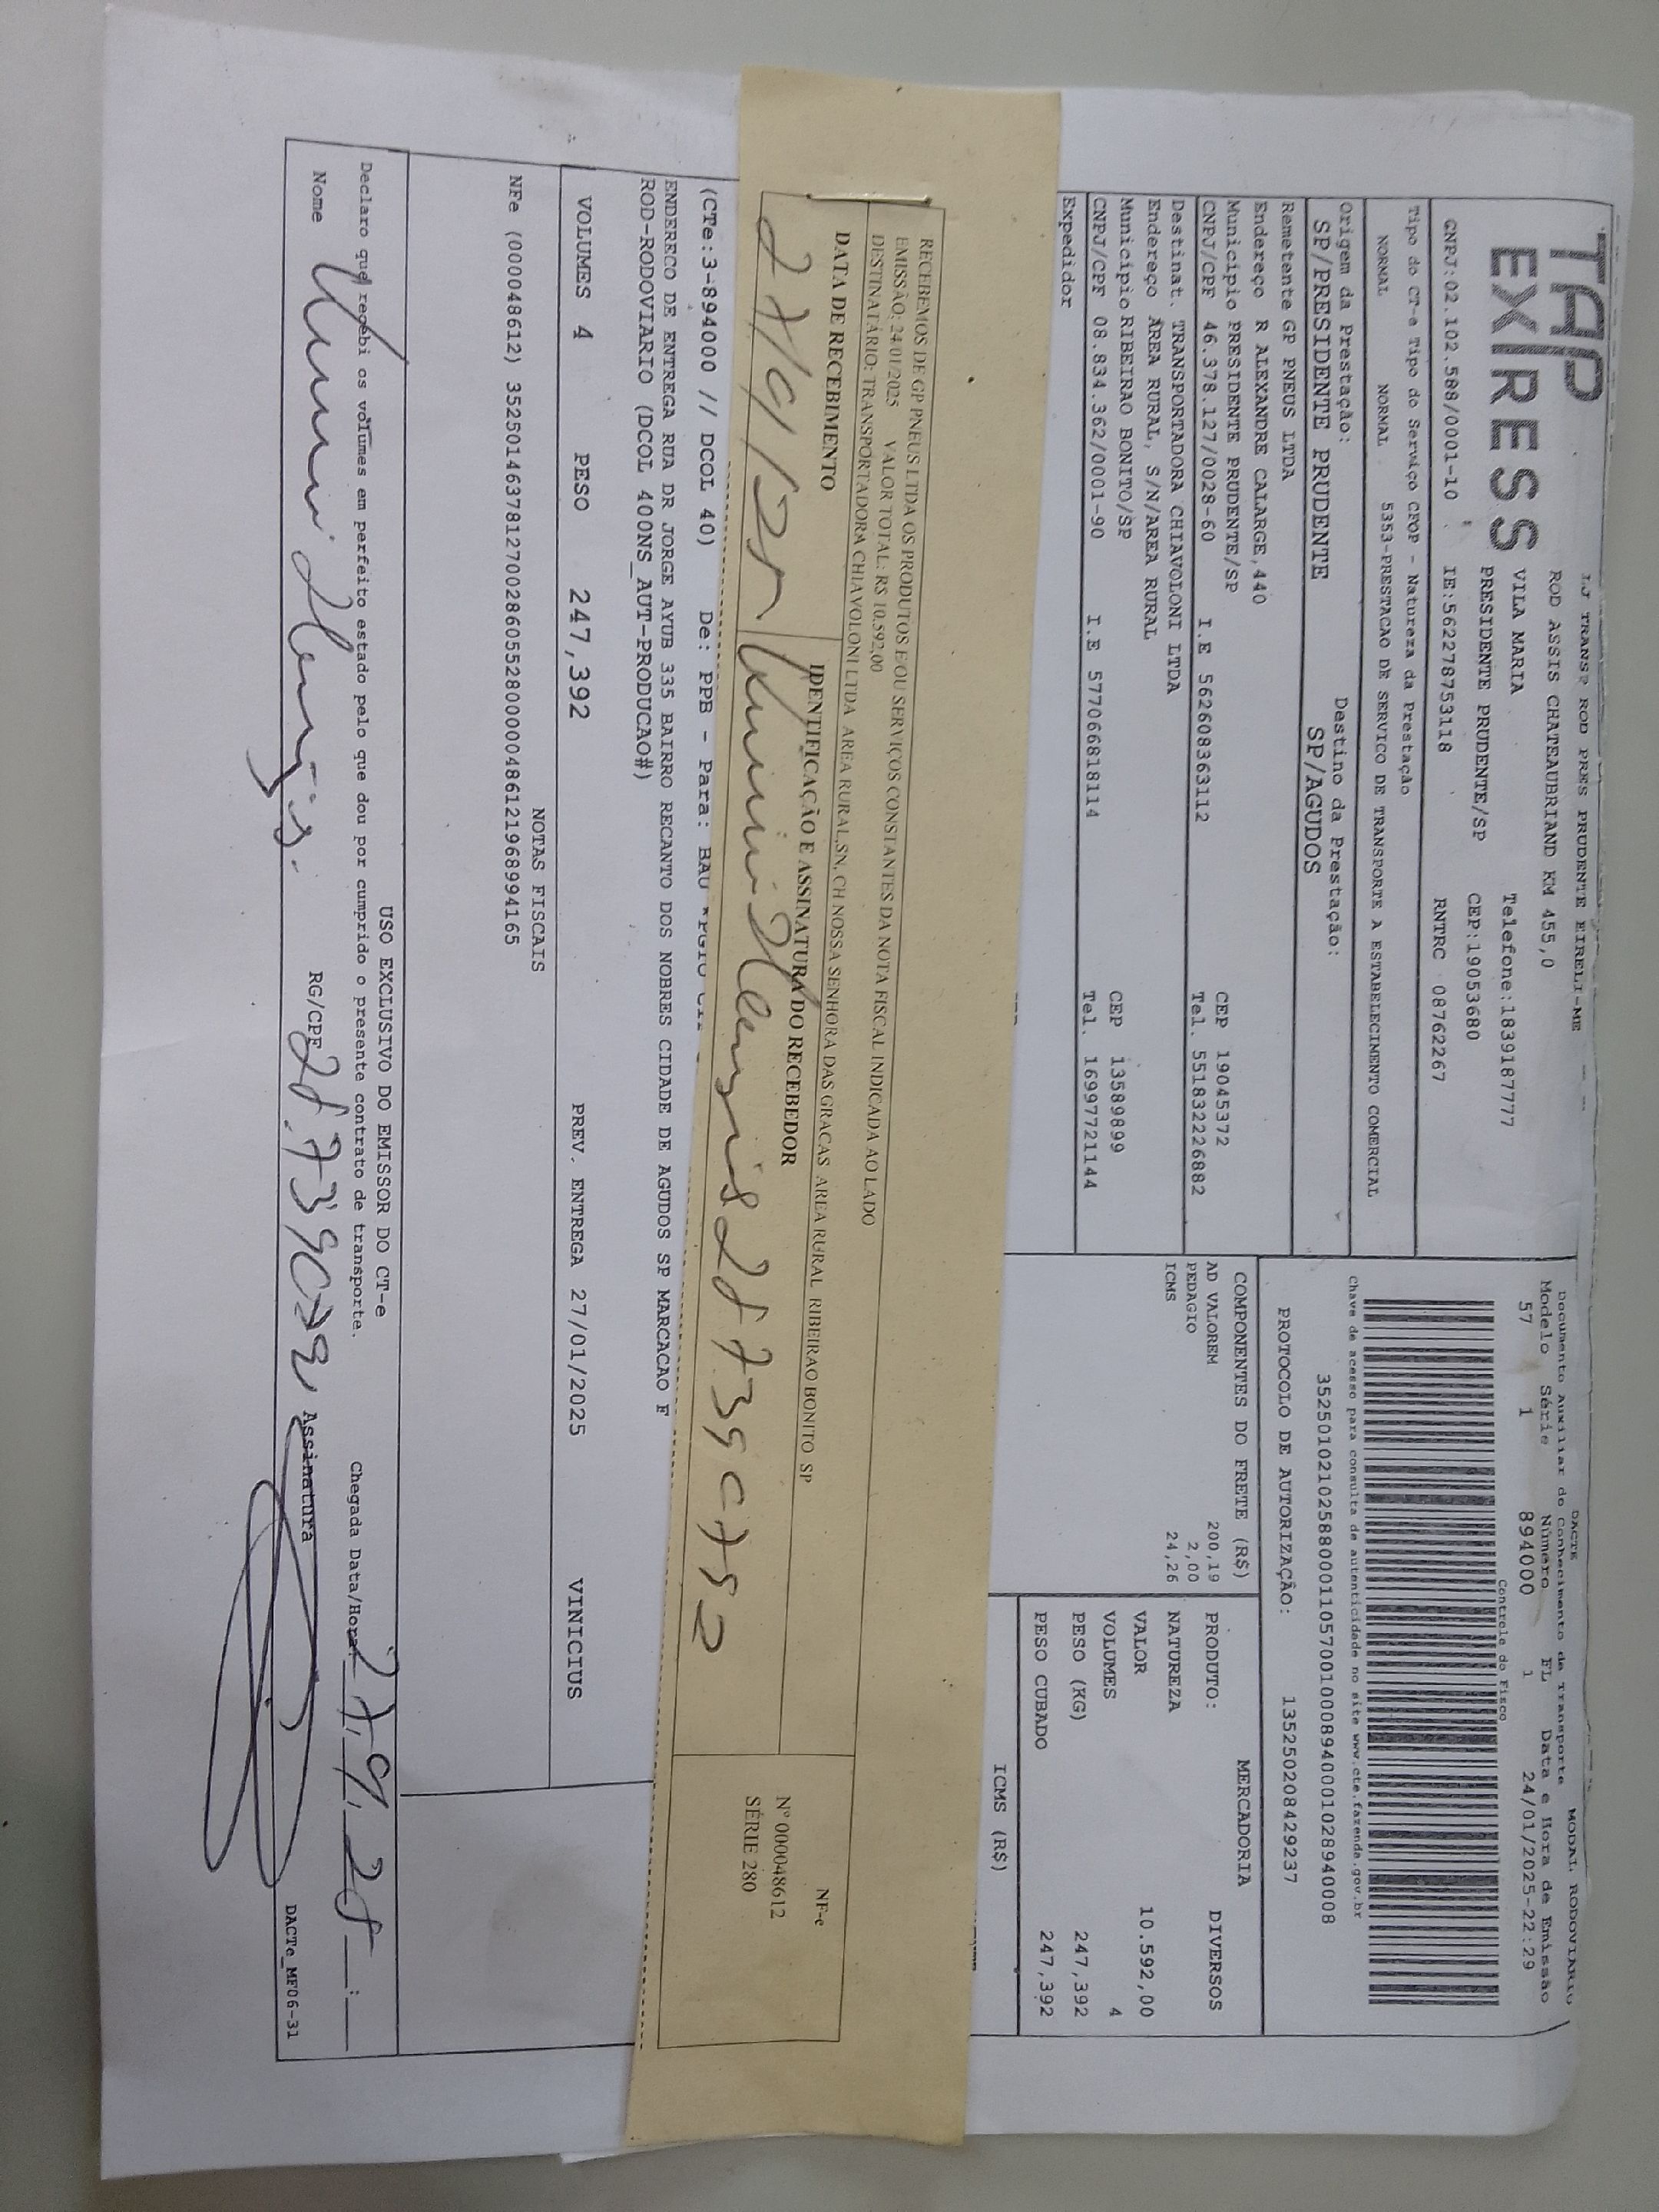 TAP
EXPRESS
LJ TRANSP ROD PRES PRUDENTE EIRELI-ME
ROD ASSIS CHATEAUBRIAND KM 455,0
VILA MARIA Telefone:1839187777
PRESIDENTE PRUDENTE/SP CEP:19053680
CNPJ:02.102.588/0001-10 IE:562278753118 RNTRC 08762267
Tipo do CT-e Tipo do Serviço CFOP - Natureza da Prestação
NORMAL NORMAL 5353-PRESTACAO DE SERVICO DE TRANSPORTE A ESTABELECIMENTO COMERCIAL
Origem da Prestação: Destino da Prestação:
SP/PRESIDENTE PRUDENTE SP/AGUDOS
Remetente GP PNEUS LTDA
Endereço R ALEXANDRE CALARGE,440
Município PRESIDENTE PRUDENTE/SP CEP 19045372
CNPJ/CPF 46.378.127/0028-60 I.E 562608363112 Tel. 551832226882
Destinat. TRANSPORTADORA CHIAVOLONI LTDA
Endereço ÁREA RURAL, S/N/AREA RURAL
Município RIBEIRAO BONITO/SP CEP 13589899
CNPJ/CPF 08.834.362/0001-90 I.E 577066818114 Tel. 16997721144
Expedidor
DACTE MODAL RODOVIARIO
Documento Auxiliar do Conhecimento de Transporte
Modelo Série Número FL Data e Hora de Emissão
57 1 894000 1 24/01/2025-22:29
Controle do Fisco
Chave de acesso para consulta de autenticidade no site www.cte.fazenda.gov.br
35250102102588000110570010008940001028940008
PROTOCOLO DE AUTORIZAÇÃO: 135250208429237
COMPONENTES DO FRETE (R$)
AD VALOREM 200,19
PEDAGIO 2,00
ICMS 24,26
MERCADORIA
PRODUTO: DIVERSOS
NATUREZA
VALOR 10.592,00
VOLUMES 4
PESO (KG) 247,392
PESO CUBADO 247,392
ICMS (R$)
RECEBEMOS DE GP PNEUS LTDA OS PRODUTOS E/OU SERVIÇOS CONSTANTES DA NOTA FISCAL INDICADA AO LADO
EMISSÃO: 24/01/2025 VALOR TOTAL: R$ 10.592,00
DESTINATÁRIO: TRANSPORTADORA CHIAVOLONI LTDA AREA RURAL,SN, CH NOSSA SENHORA DAS GRACAS AREA RURAL RIBEIRAO BONITO SP
DATA DE RECEBIMENTO IDENTIFICAÇÃO E ASSINATURA DO RECEBEDOR
NF-e
Nº 000048612
SÉRIE 280
(CTe:3-894000 // DCOL 40) De: PPB - Para: BAU
ENDERECO DE ENTREGA RUA DR JORGE AYUB 335 BAIRRO RECANTO DOS NOBRES CIDADE DE AGUDOS SP MARCACAO F
ROD-RODOVIARIO (DCOL 400NS_AUT-PRODUCAO#)
VOLUMES 4 PESO 247,392 PREV. ENTREGA 27/01/2025 VINICIUS
NOTAS FISCAIS
NFe (000048612) 35250146378127002860552800000486121968994165
USO EXCLUSIVO DO EMISSOR DO CT-e
Declaro que recebi os volumes em perfeito estado pelo que dou por cumprido o presente contrato de transporte. Chegada Data/Hora
Nome RG/CPF Assinatura
DACTe_MF06-31